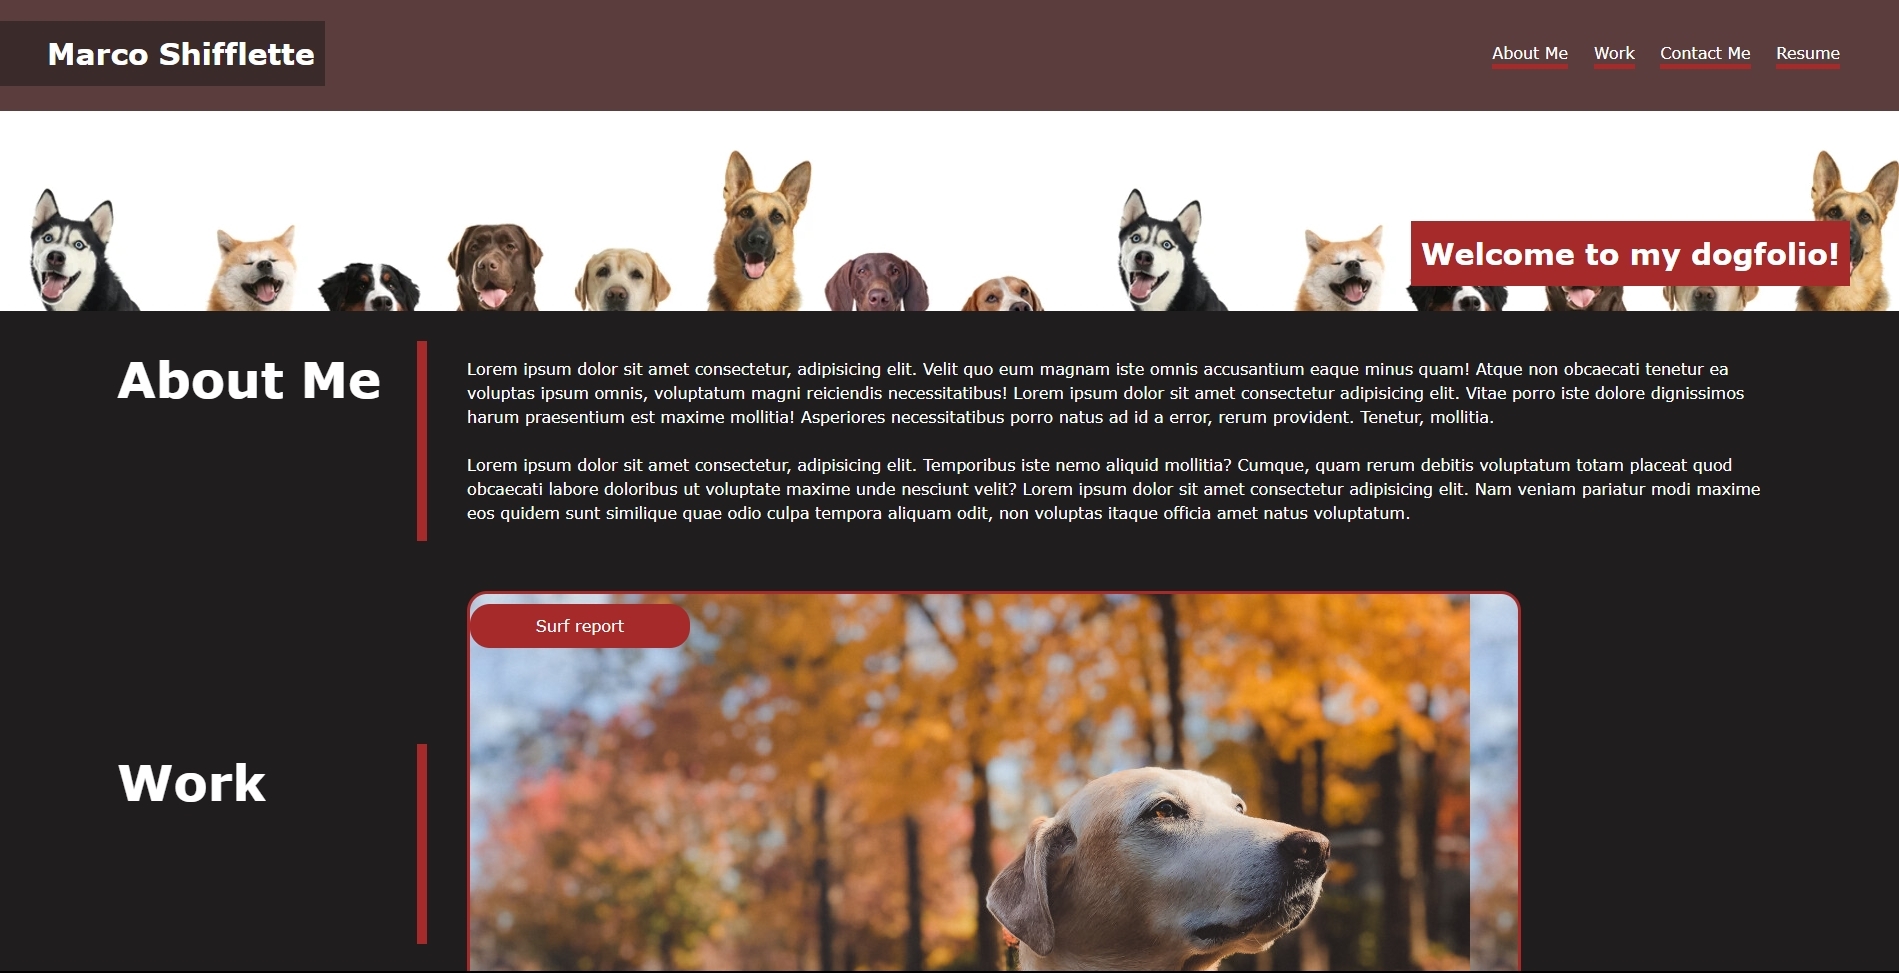 Marco Shifflette
About Me Work Contact Me Resume
Welcome to my dogfolio!
About Me
Lorem ipsum dolor sit amet consectetur, adipisicing elit. Velit quo eum magnam iste omnis accusantium eaque minus quam! Atque non obcaecati tenetur ea
voluptas ipsum omnis, voluptatum magni reiciendis necessitatibus! Lorem ipsum dolor sit amet consectetur adipisicing elit. Vitae porro iste dolore dignissimos
harum praesentium est maxime mollitia! Asperiores necessitatibus porro natus ad id a error, rerum provident. Tenetur, mollitia.
Lorem ipsum dolor sit amet consectetur, adipisicing elit. Temporibus iste nemo aliquid mollitia? Cumque, quam rerum debitis voluptatum totam placeat quod
obcaecati labore doloribus ut voluptate maxime unde nesciunt velit? Lorem ipsum dolor sit amet consectetur adipisicing elit. Nam veniam pariatur modi maxime
eos quidem sunt similique quae odio culpa tempora aliquam odit, non voluptas itaque officia amet natus voluptatum.
Surf report
Work